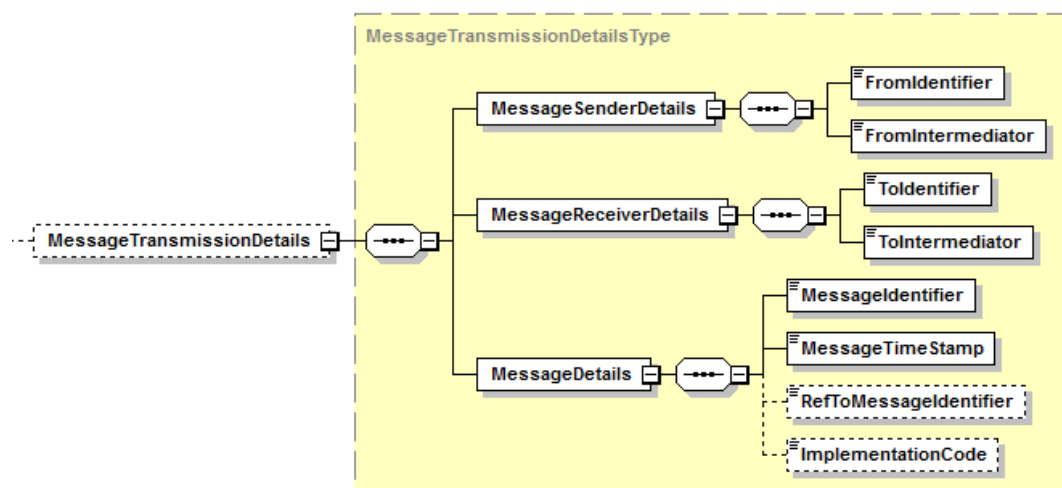 MessageTransmissionDetailsType
MessageSenderDetails
FromIdentifier
FromIntermediator
MessageReceiverDetails
ToIdentifier
ToIntermediator
MessageTransmissionDetails
MessageDetails
MessageIdentifier
MessageTimeStamp
RefToMessageIdentifier
ImplementationCode